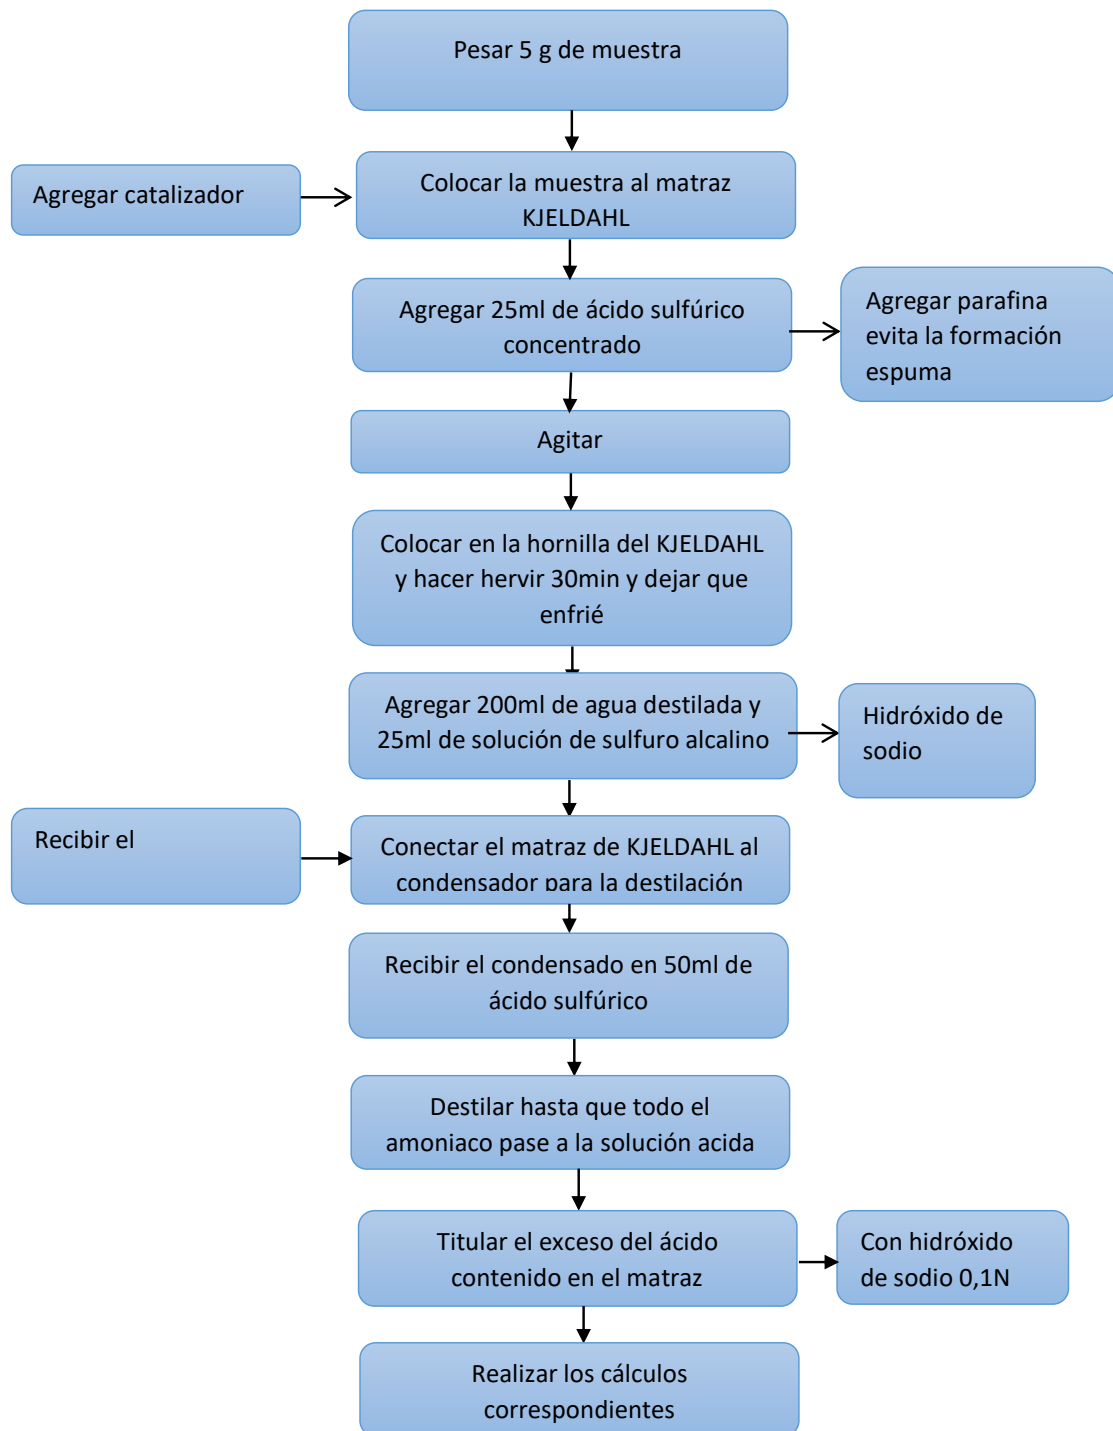 Pesar 5 g de muestra
Agregar catalizador
Colocar la muestra al matraz
KJELDAHL
Agregar 25ml de ácido sulfúrico
concentrado
Agregar parafina
evita la formación
espuma
Agitar
Colocar en la hornilla del KJELDAHL
y hacer hervir 30min y dejar que
enfrié
Agregar 200ml de agua destilada y
25ml de solución de sulfuro alcalino
Hidróxido de
sodio
Recibir el
Conectar el matraz de KJELDAHL al
condensador para la destilación
Recibir el condensado en 50ml de
ácido sulfúrico
Destilar hasta que todo el
amoniaco pase a la solución acida
Titular el exceso del ácido
contenido en el matraz
Con hidróxido
de sodio 0,1N
Realizar los cálculos
correspondientes